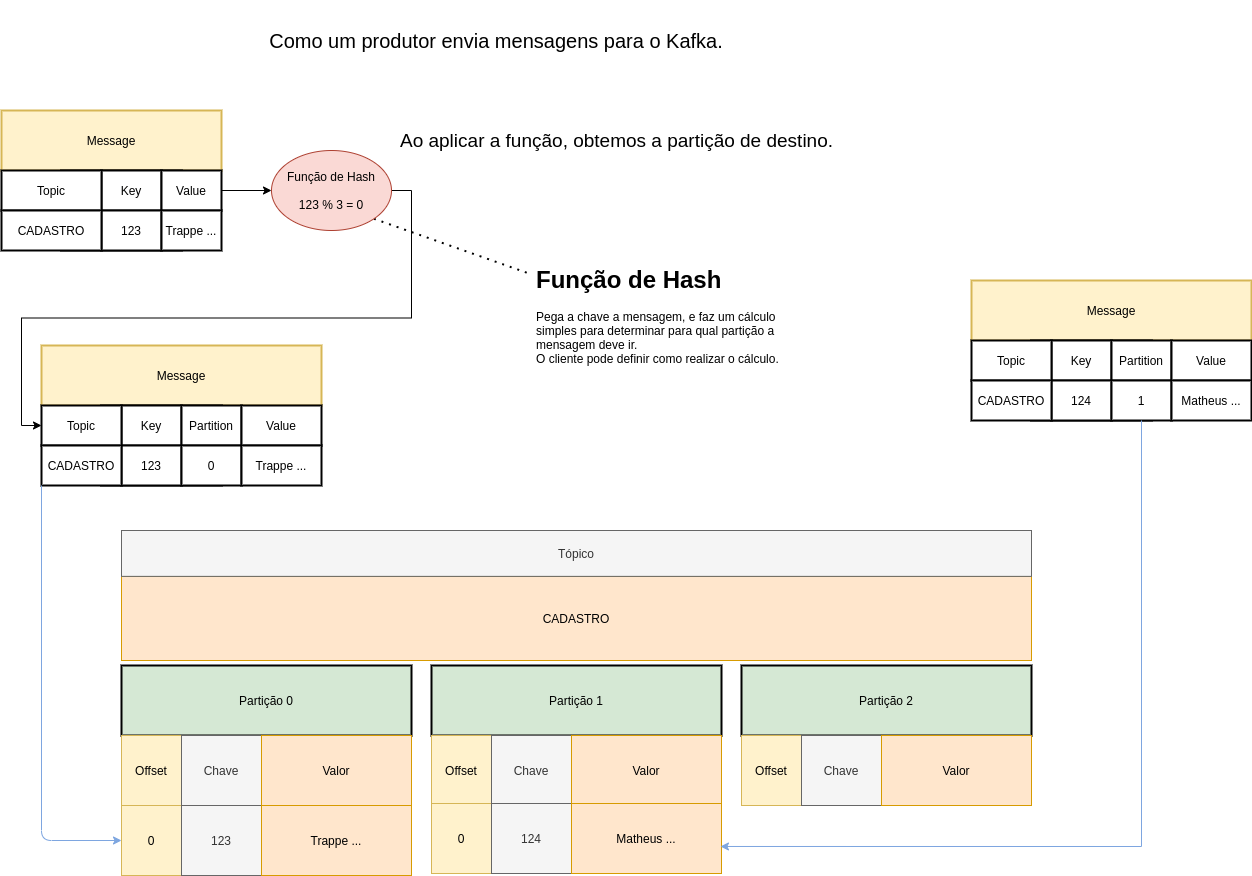 Como um produtor envia mensagens para o Kafka.
Ao aplicar a função, obtemos a partição de destino.
Message
Topic Key Value
CADASTRO 123 Trappe ...
Função de Hash
123 % 3 = 0
Função de Hash
Pega a chave a mensagem, e faz um cálculo
simples para determinar para qual partição a
mensagem deve ir.
O cliente pode definir como realizar o cálculo.
Message
Topic Key Partition Value
CADASTRO 124 1 Matheus ...
Message
Topic Key Partition Value
CADASTRO 123 0 Trappe ...
Tópico
CADASTRO
Partição 0
Offset Chave Valor
0 123 Trappe ...
Partição 1
Offset Chave Valor
0 124 Matheus ...
Partição 2
Offset Chave Valor